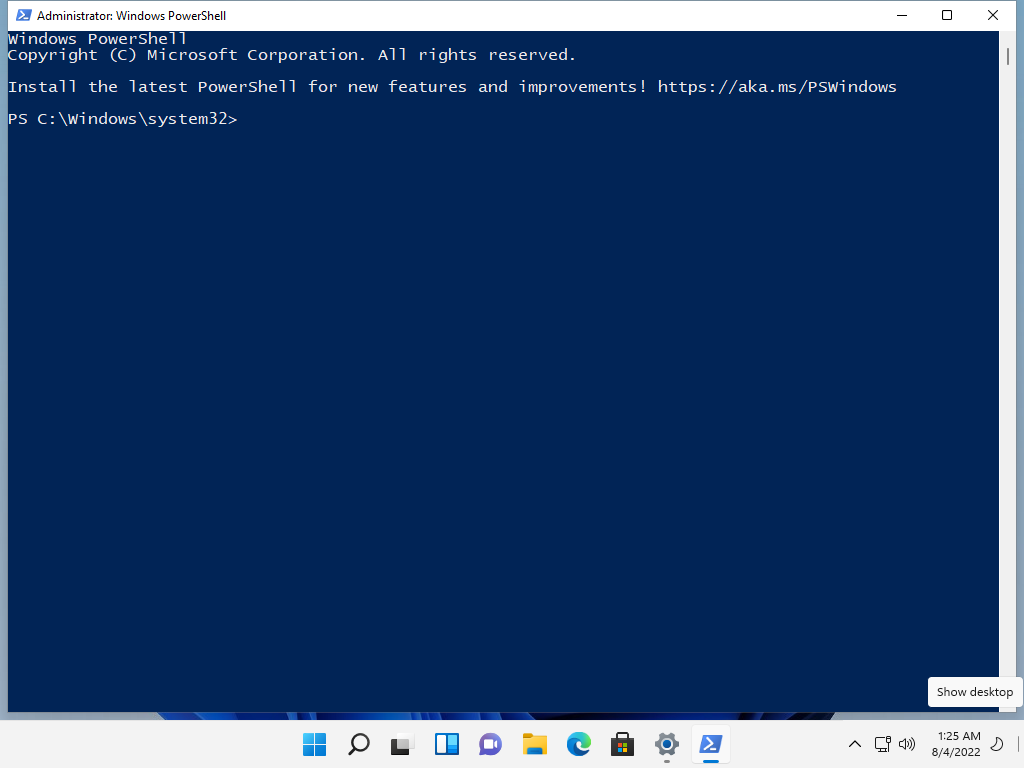 Administrator: Windows PowerShell
Windows PowerShell
Copyright (C) Microsoft Corporation. All rights reserved.
Install the latest PowerShell for new features and improvements! https://aka.ms/PSWindows
PS C:\Windows\system32>
Show desktop
1:25 AM
8/4/2022